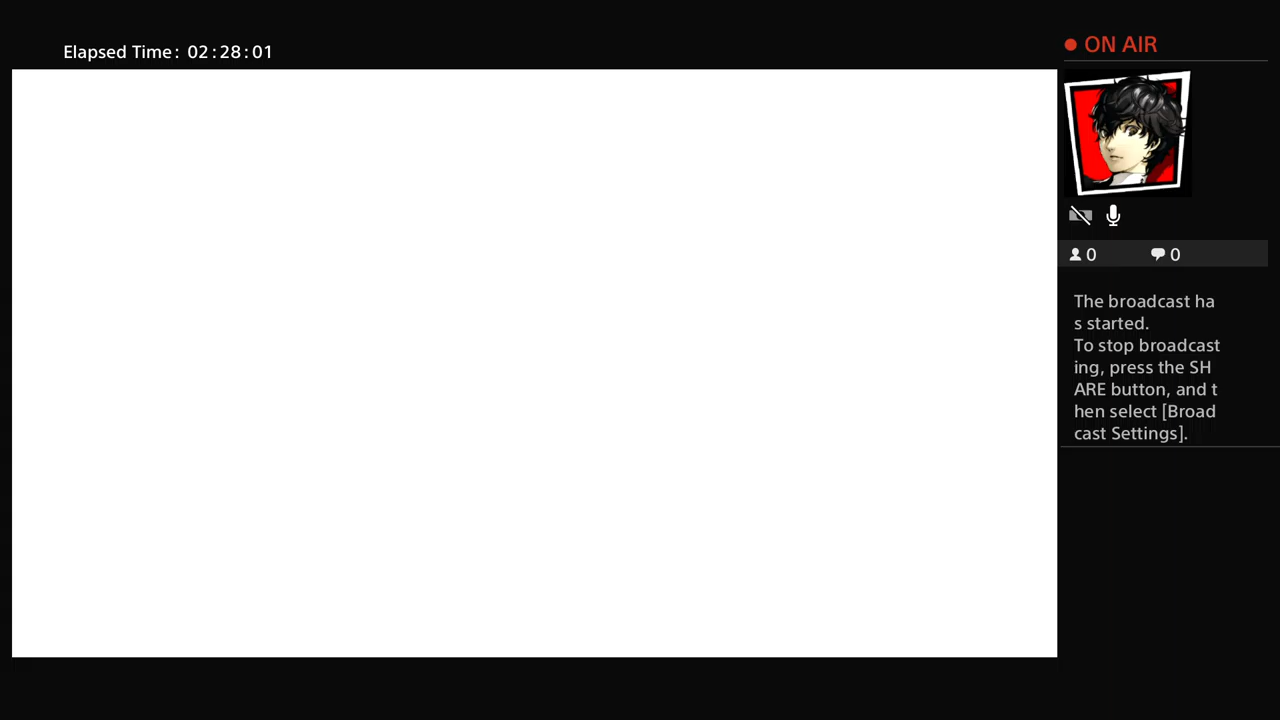 Elapsed Time: 02:28:01
ON AIR
0 0
The broadcast ha
s started.
To stop broadcast
ing, press the SH
ARE button, and t
hen select [Broad
cast Settings].